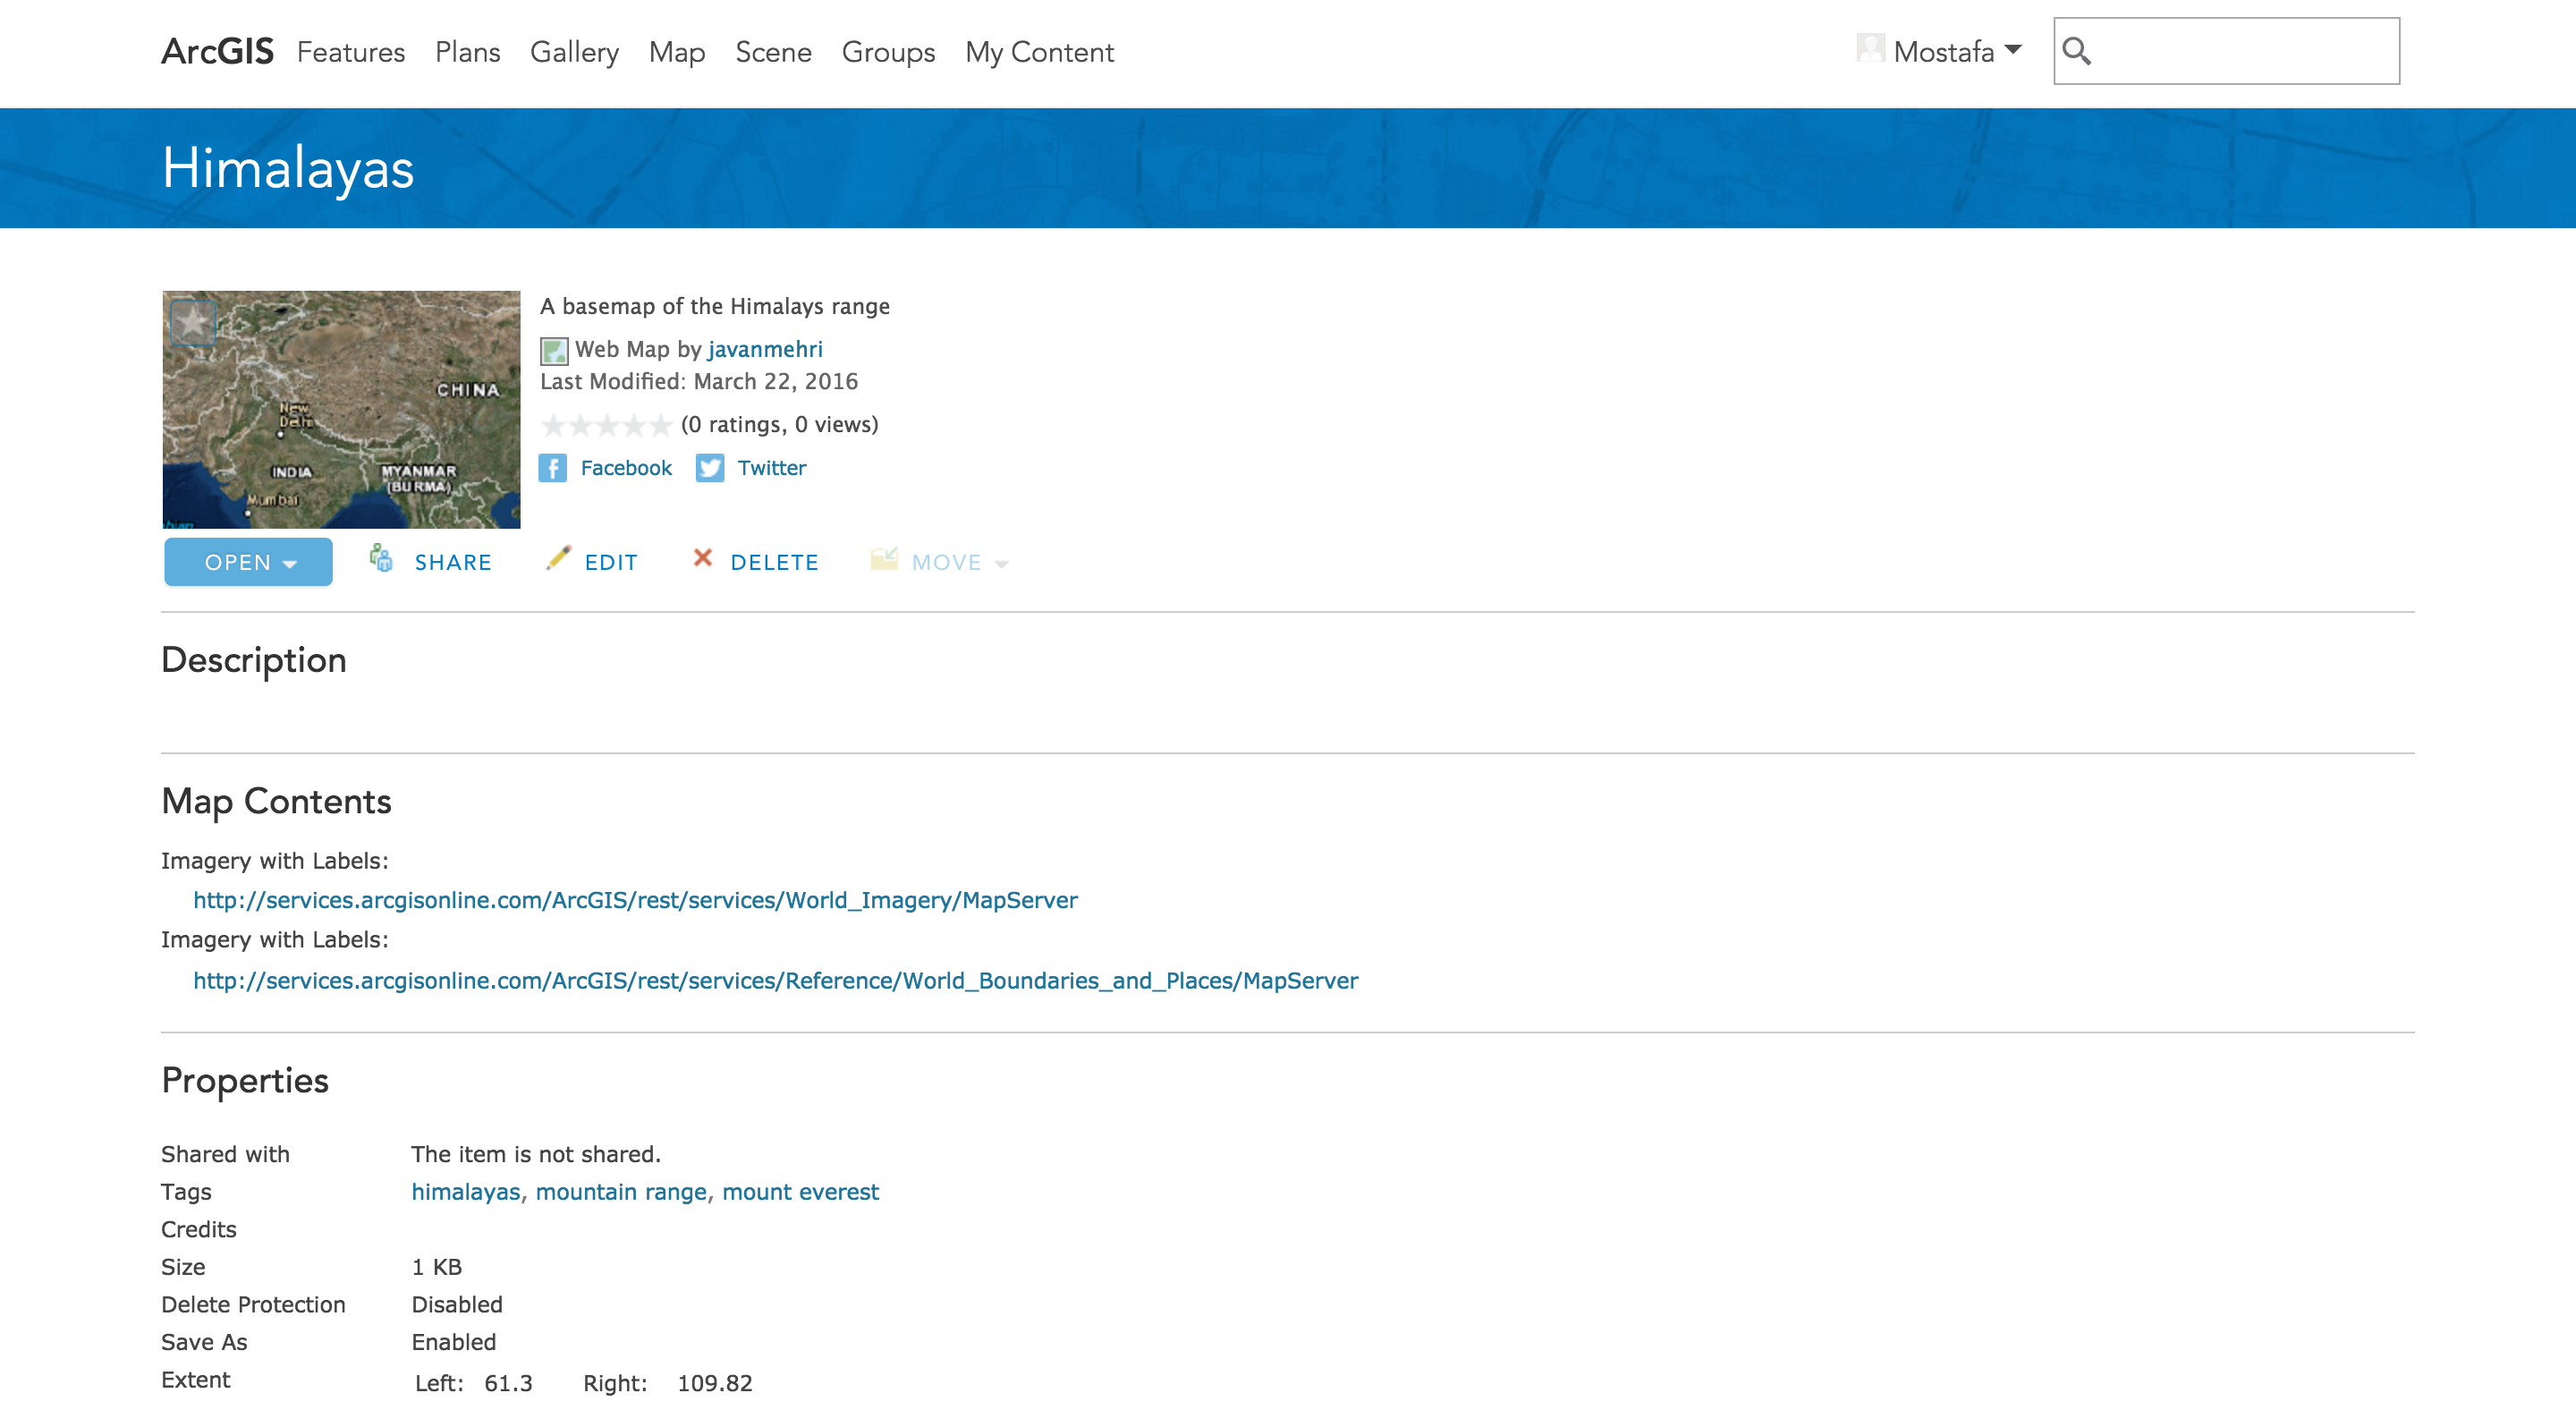 ArcGIS Features Plans Gallery Map Scene Groups My Content Mostafa
Himalayas
CHINA
New
Delhi
INDIA
MYANMAR
(BURMA)
Mumbai
A basemap of the Himalays range
Web Map by javanmehri
Last Modified: March 22, 2016
(0 ratings, 0 views)
Facebook Twitter
OPEN SHARE EDIT DELETE MOVE
Description
Map Contents
Imagery with Labels:
http://services.arcgisonline.com/ArcGIS/rest/services/World_Imagery/MapServer
Imagery with Labels:
http://services.arcgisonline.com/ArcGIS/rest/services/Reference/World_Boundaries_and_Places/MapServer
Properties
Shared with The item is not shared.
Tags himalayas, mountain range, mount everest
Credits
Size 1 KB
Delete Protection Disabled
Save As Enabled
Extent Left: 61.3 Right: 109.82